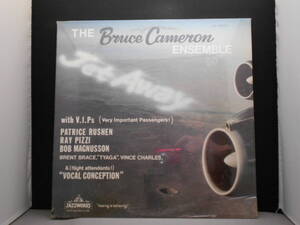 THE Bruce Cameron
ENSEMBLE
Jet Away
with V.I.Ps (Very Important Passengers!)
PATRICE RUSHEN
RAY PIZZI
BOB MAGNUSSON
BRENT BRACE, "TYAGA", VINCE CHARLES,
& (flight attendants!)
"VOCAL CONCEPTION"